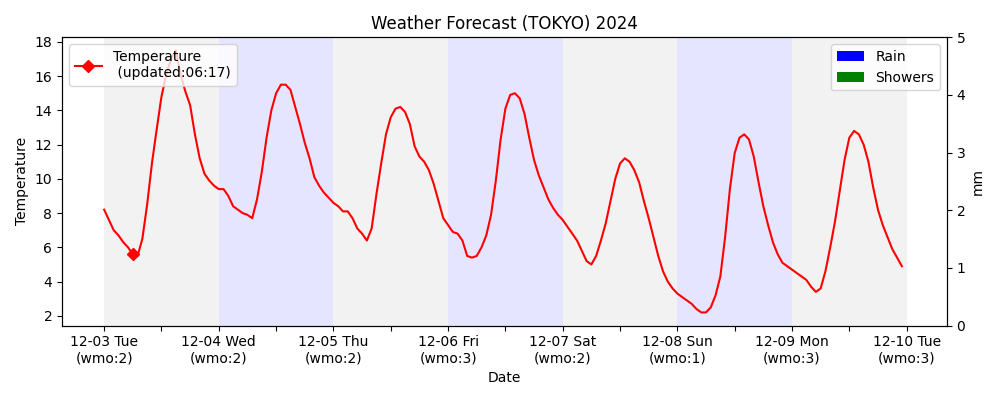 Weather Forecast (TOKYO) 2024
Temperature
(updated:06:17)
Rain
Showers
18
16
14
12
10
8
6
4
2
Temperature
5
4
3
2
1
0
mm
12-03 Tue 12-04 Wed 12-05 Thu 12-06 Fri 12-07 Sat 12-08 Sun 12-09 Mon 12-10 Tue
(wmo:2) (wmo:2) (wmo:2) (wmo:3) (wmo:2) (wmo:1) (wmo:3) (wmo:3)
Date